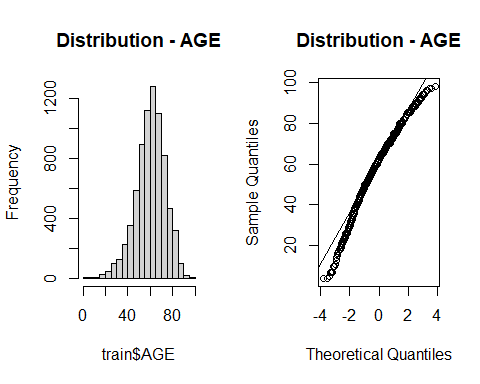 Distribution - AGE
Frequency
0
400
800
1200
0
40
80
train$AGE
Distribution - AGE
Sample Quantiles
20
40
60
80
100
-4
-2
0
2
4
Theoretical Quantiles